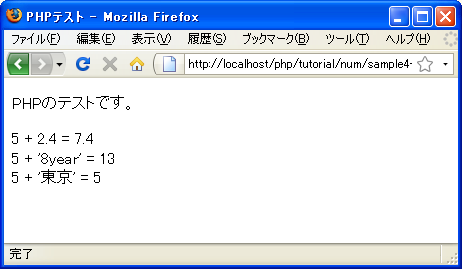 PHPテスト - Mozilla Firefox
ファイル(F) 編集(E) 表示(V) 履歴(S) ブックマーク(B) ツール(T) ヘルプ(H)
http://localhost/php/tutorial/num/sample4-
PHPのテストです。
5 + 2.4 = 7.4
5 + '8year' = 13
5 + '東京' = 5
完了